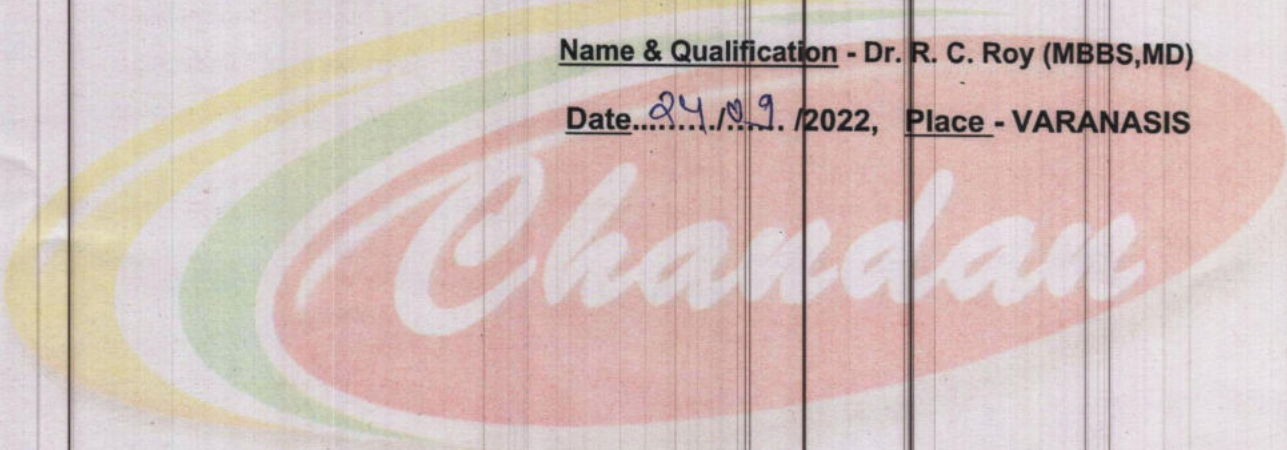 Name & Qualification - Dr. R. C. Roy (MBBS,MD)
Date.....24..../.09.. /2022, Place - VARANASIS
Chandan